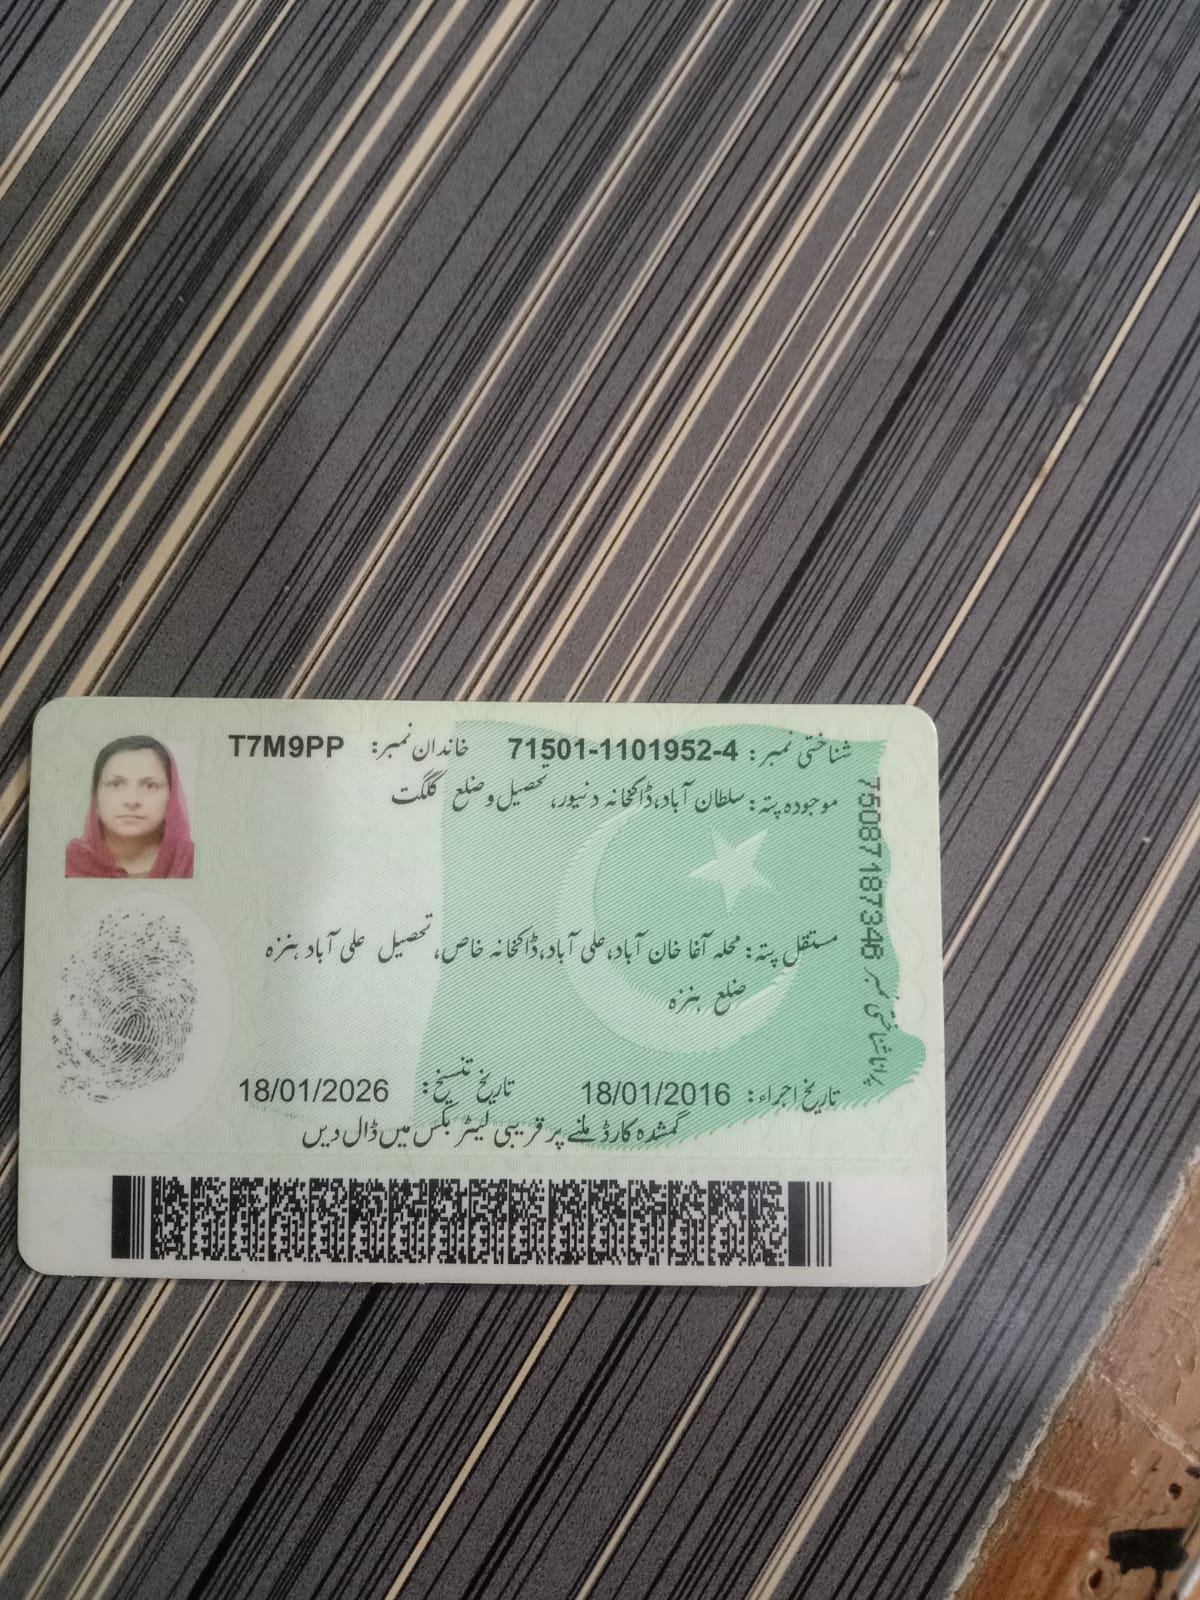 شناختی نمبر: 71501-1101952-4 خاندان نمبر: T7M9PP
موجودہ پتہ: سلطان آباد، ڈاکخانہ دنیور، تحصیل و ضلع گلگت
مستقل پتہ: محلہ آغا خان آباد، علی آباد، ڈاکخانہ خاص، تحصیل علی آباد ہنزہ
ضلع ہنزہ
تاریخ اجراء: 18/01/2016 تاریخ تنسیخ: 18/01/2026
گمشدہ کارڈ ملنے پر قریبی لیٹر بکس میں ڈال دیں
پرانا شناختی نمبر 75087187346